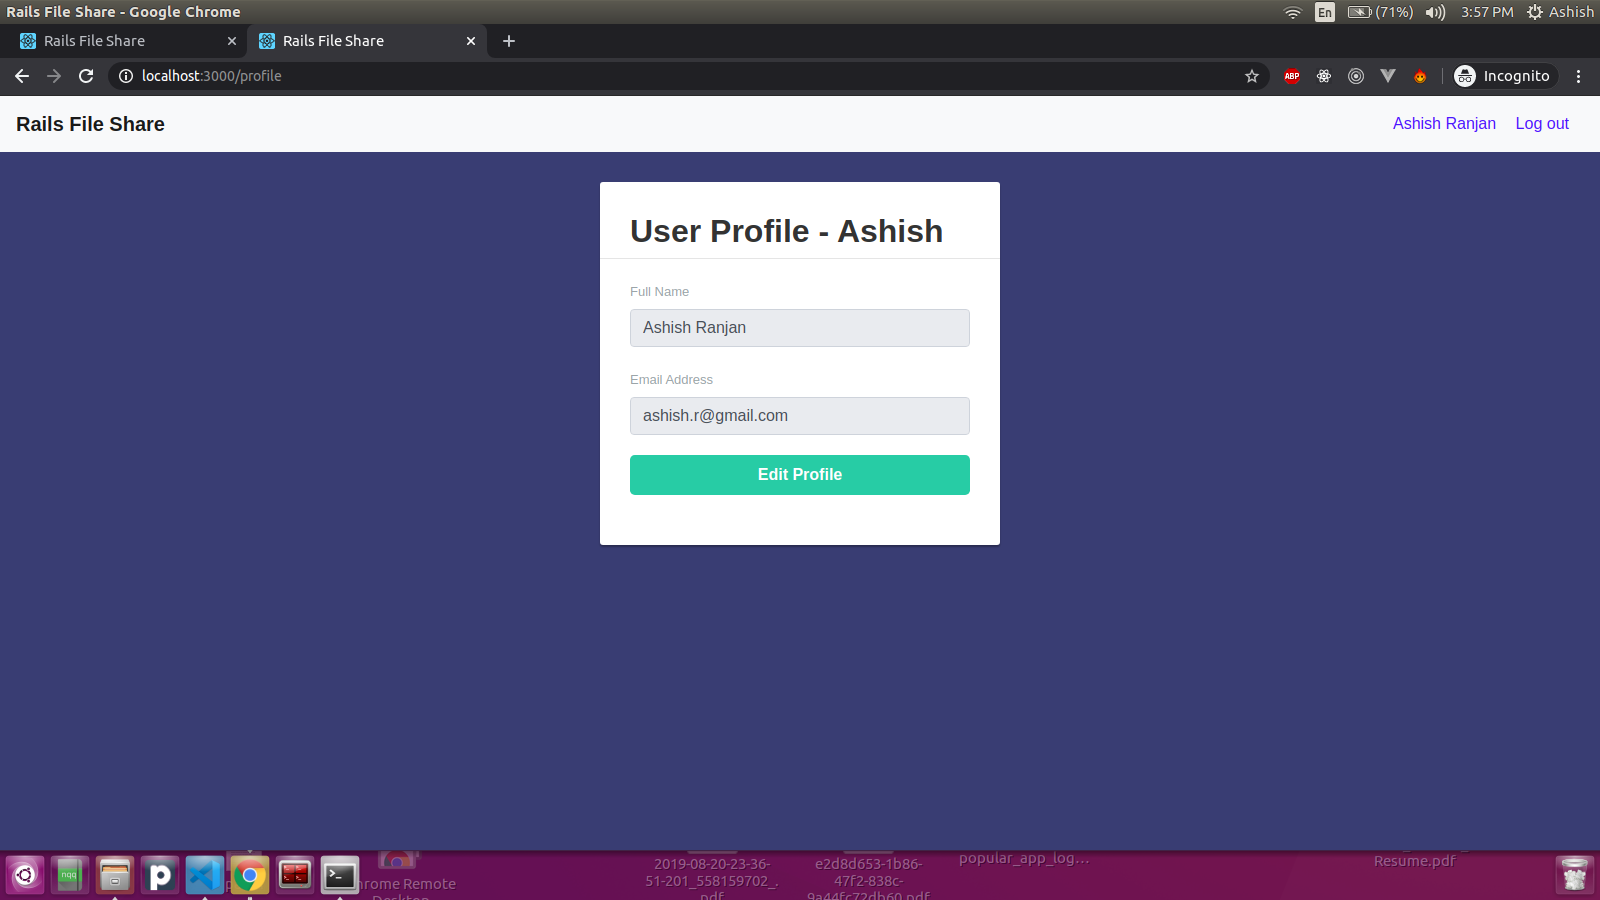 Rails File Share - Google Chrome
En
(71%)
3:57 PM
Ashish
Rails File Share
Rails File Share
localhost:3000/profile
ABP
Incognito
Rails File Share
Ashish Ranjan
Log out
User Profile - Ashish
Full Name
Ashish Ranjan
Email Address
ashish.r@gmail.com
Edit Profile
nqq
hrome Remote
Desktop
2019-08-20-23-36-
51-201_558159702_.
pdf
e2d8d653-1b86-
47f2-838c-
9a44fc72db60.pdf
popular_app_log...
Resume.pdf